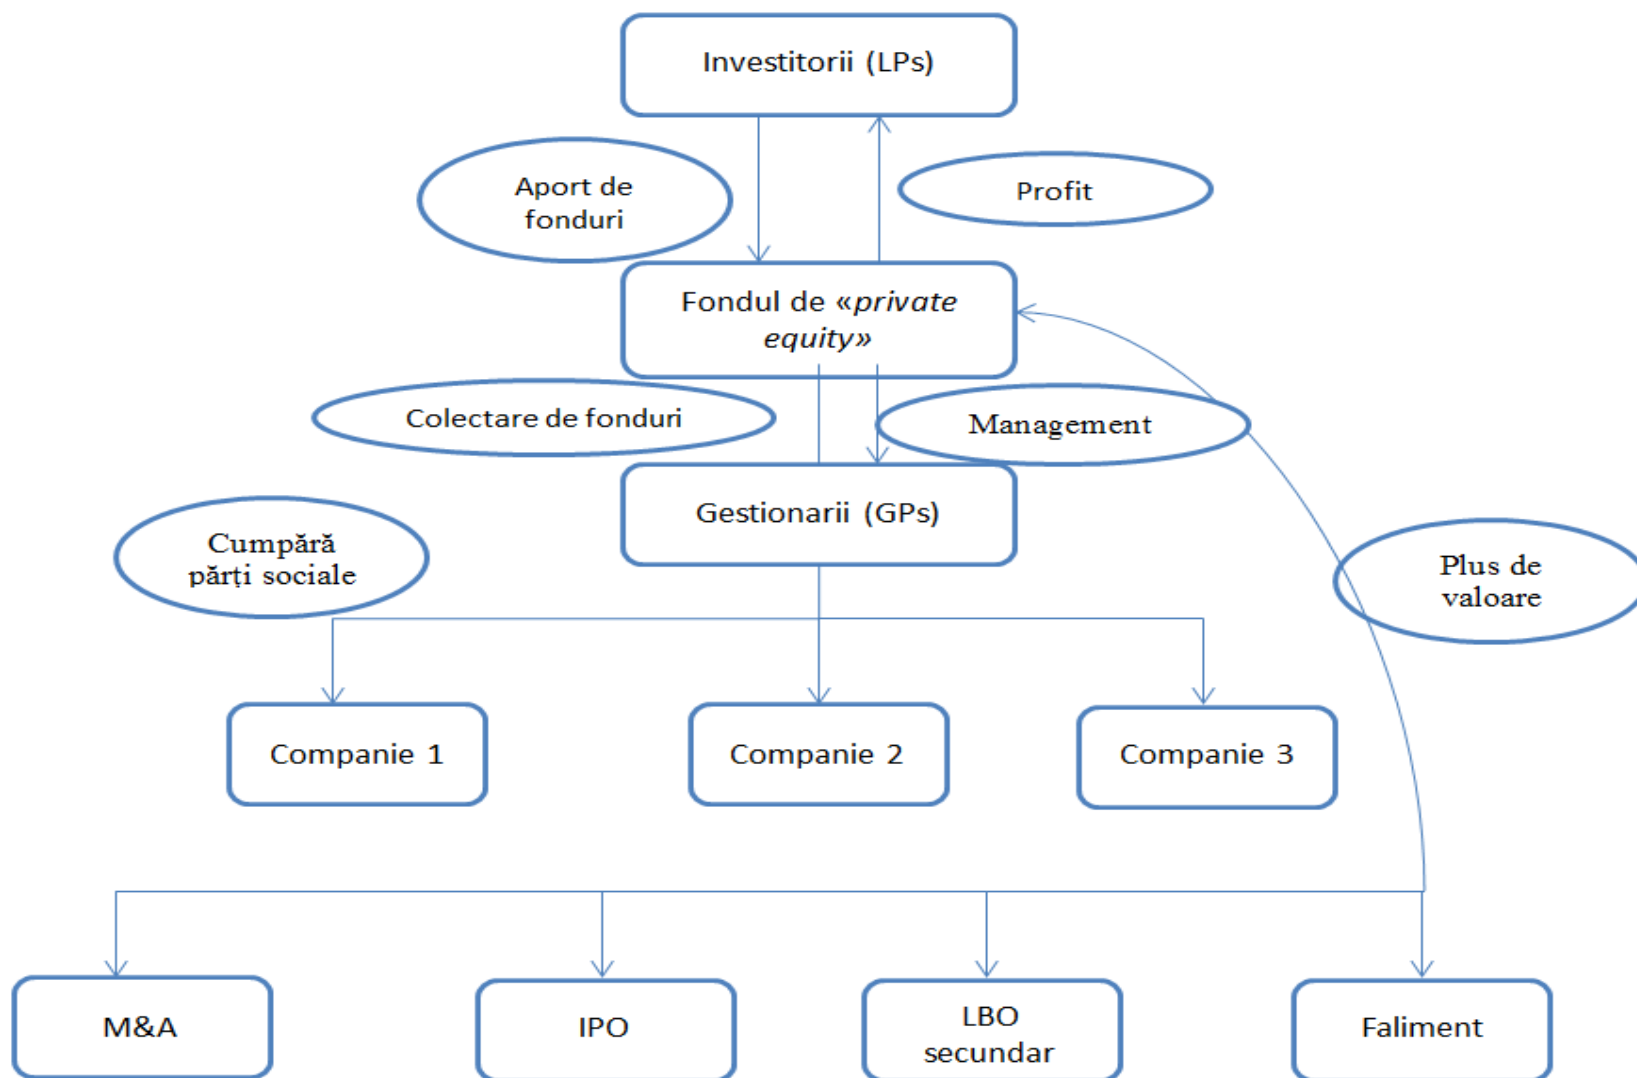 Investitorii (LPs)
Aport de
fonduri
Profit
Fondul de «private
equity»
Colectare de fonduri
Management
Gestionarii (GPs)
Cumpără
părți sociale
Plus de
valoare
Companie 1
Companie 2
Companie 3
M&A
IPO
LBO
secundar
Faliment